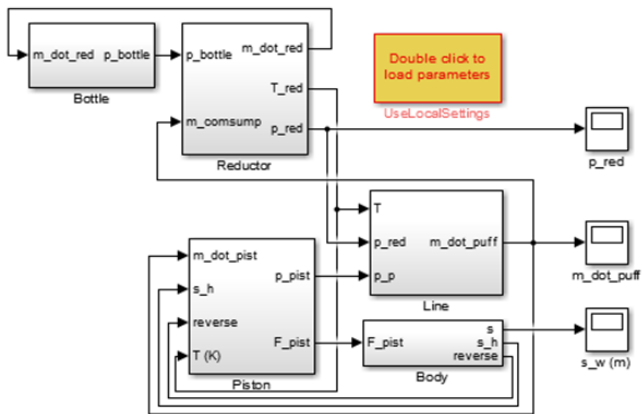 m_dot_red p_bottle
Bottle
p_bottle
m_comsump
m_dot_red
T_red
p_red
Reductor
Double click to
load parameters
UseLocalSettings
p_red
T
p_red
p_p
m_dot_puff
Line
m_dot_puff
m_dot_pist
s_h
reverse
T (K)
p_pist
F_pist
Piston
F_pist
s
s_h
reverse
Body
s_w (m)